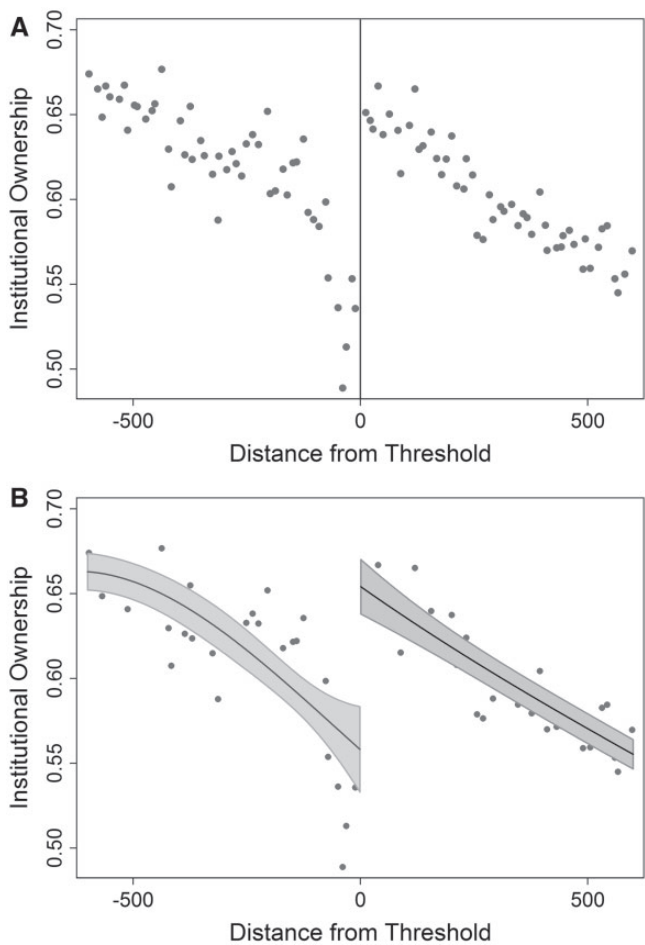 A
0.70
0.65
0.60
0.55
0.50
Institutional Ownership
-500 0 500
Distance from Threshold
B
0.70
0.65
0.60
0.55
0.50
Institutional Ownership
-500 0 500
Distance from Threshold